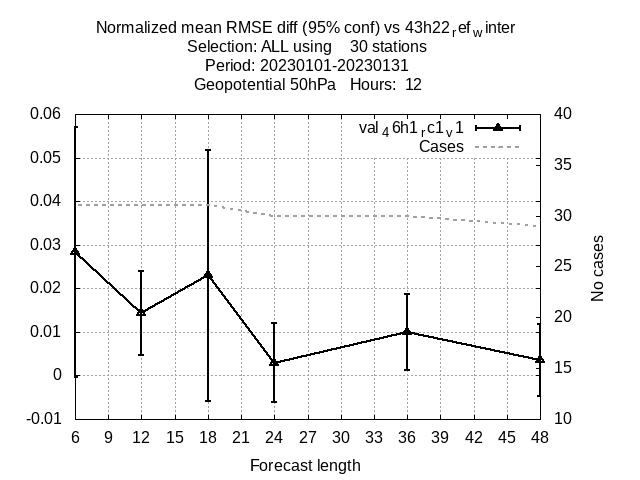 Normalized mean RMSE diff (95% conf) vs 43h22refwinter
Selection: ALL using 30 stations
Period: 20230101-20230131
Geopotential 50hPa Hours: 12
val46h1rc1v1
Cases
0.06
0.05
0.04
0.03
0.02
0.01
0
-0.01
40
35
30
25
20
15
10
No cases
6 9 12 15 18 21 24 27 30 33 36 39 42 45 48
Forecast length